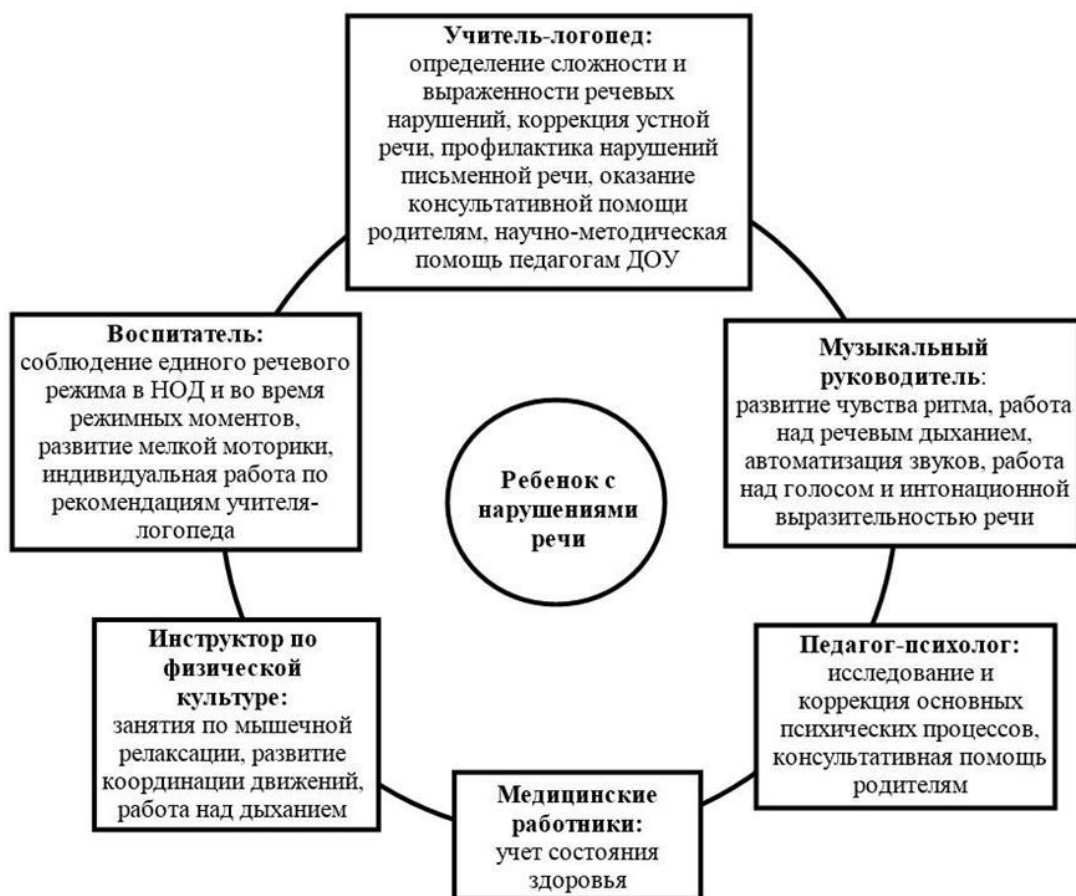 Учитель-логопед:
определение сложности и
выраженности речевых
нарушений, коррекция устной
речи, профилактика нарушений
письменной речи, оказание
консультативной помощи
родителям, научно-методическая
помощь педагогам ДОУ
Воспитатель:
соблюдение единого речевого
режима в НОД и во время
режимных моментов,
развитие мелкой моторики,
индивидуальная работа по
рекомендациям учителя-
логопеда
Музыкальный
руководитель:
развитие чувства ритма, работа
над речевым дыханием,
автоматизация звуков, работа
над голосом и интонационной
выразительностью речи
Ребенок с
нарушениями
речи
Инструктор по
физической
культуре:
занятия по мышечной
релаксации, развитие
координации движений,
работа над дыханием
Педагог-психолог:
исследование и
коррекция основных
психических процессов,
консультативная помощь
родителям
Медицинские
работники:
учет состояния
здоровья